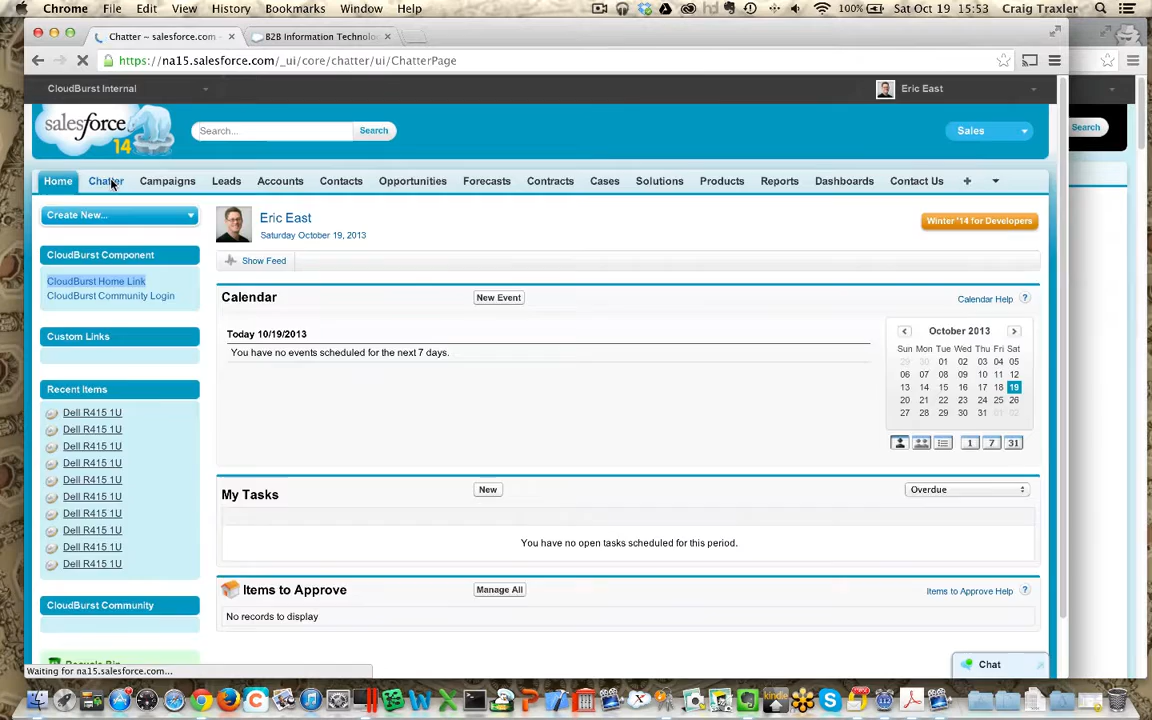 Chrome File Edit View History Bookmarks Window Help 100% Sat Oct 19 15:53 Craig Traxler
Chatter ~ salesforce.com - B2B Information Technolo
https://na15.salesforce.com/_ui/core/chatter/ui/ChatterPage
CloudBurst Internal Eric East
salesforce 14 Search... Search Sales Search
Home Chatter Campaigns Leads Accounts Contacts Opportunities Forecasts Contracts Cases Solutions Products Reports Dashboards Contact Us +
Create New...
Eric East
Saturday October 19, 2013
Winter '14 for Developers
CloudBurst Component
CloudBurst Home Link
CloudBurst Community Login
Show Feed
Calendar New Event Calendar Help ?
Today 10/19/2013
You have no events scheduled for the next 7 days.
October 2013
Sun Mon Tue Wed Thu Fri Sat
29 30 01 02 03 04 05
06 07 08 09 10 11 12
13 14 15 16 17 18 19
20 21 22 23 24 25 26
27 28 29 30 31 01 02
1 7 31
Custom Links
Recent Items
Dell R415 1U
Dell R415 1U
Dell R415 1U
Dell R415 1U
Dell R415 1U
Dell R415 1U
Dell R415 1U
Dell R415 1U
Dell R415 1U
Dell R415 1U
My Tasks New Overdue
You have no open tasks scheduled for this period.
Items to Approve Manage All Items to Approve Help ?
No records to display
CloudBurst Community
Recycle Bin
Chat
Waiting for na15.salesforce.com...
kindle